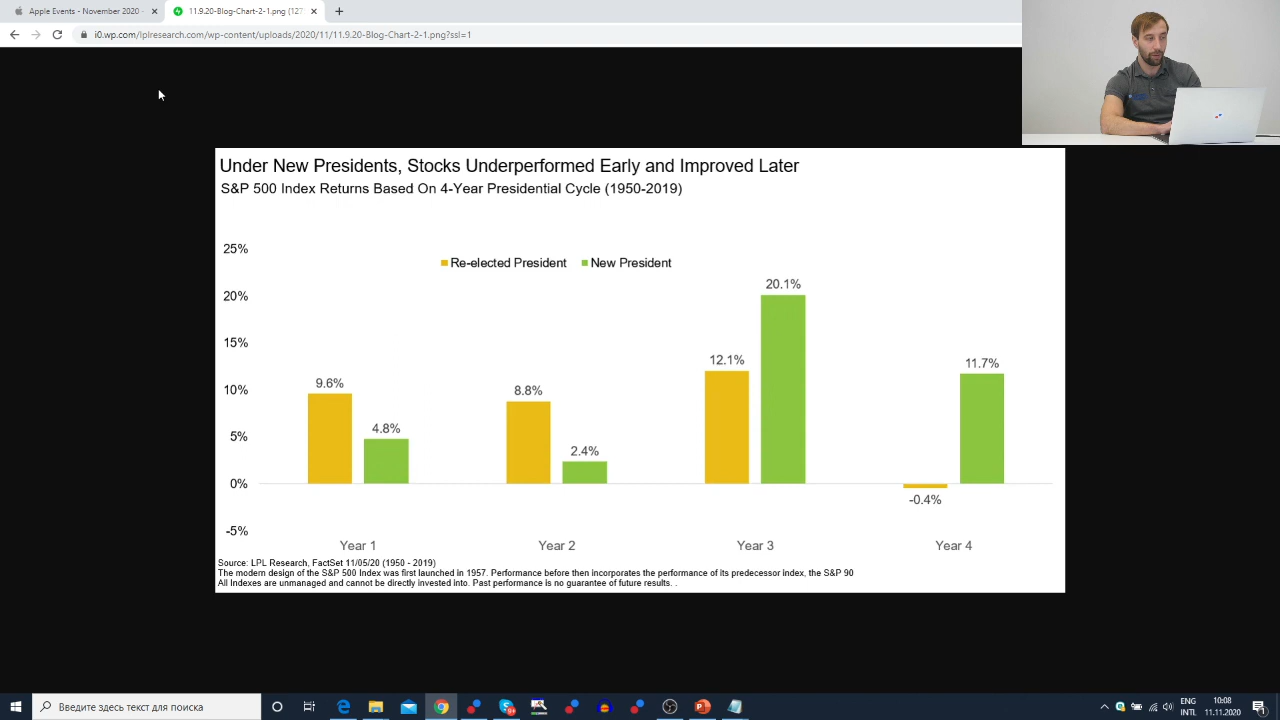 Apple Events - November 2020 -
11.9.20-Blog-Chart-2-1.png (127
i0.wp.com/lplresearch.com/wp-content/uploads/2020/11/11.9.20-Blog-Chart-2-1.png?ssl=1
Under New Presidents, Stocks Underperformed Early and Improved Later
S&P 500 Index Returns Based On 4-Year Presidential Cycle (1950-2019)
Re-elected President
New President
25%
20%
15%
10%
5%
0%
-5%
9.6%
4.8%
8.8%
2.4%
12.1%
20.1%
-0.4%
11.7%
Year 1
Year 2
Year 3
Year 4
Source: LPL Research, FactSet 11/05/20 (1950 - 2019)
The modern design of the S&P 500 Index was first launched in 1957. Performance before then incorporates the performance of its predecessor index, the S&P 90
All Indexes are unmanaged and cannot be directly invested into. Past performance is no guarantee of future results. .
Введите здесь текст для поиска
ENG
INTL
10:08
11.11.2020